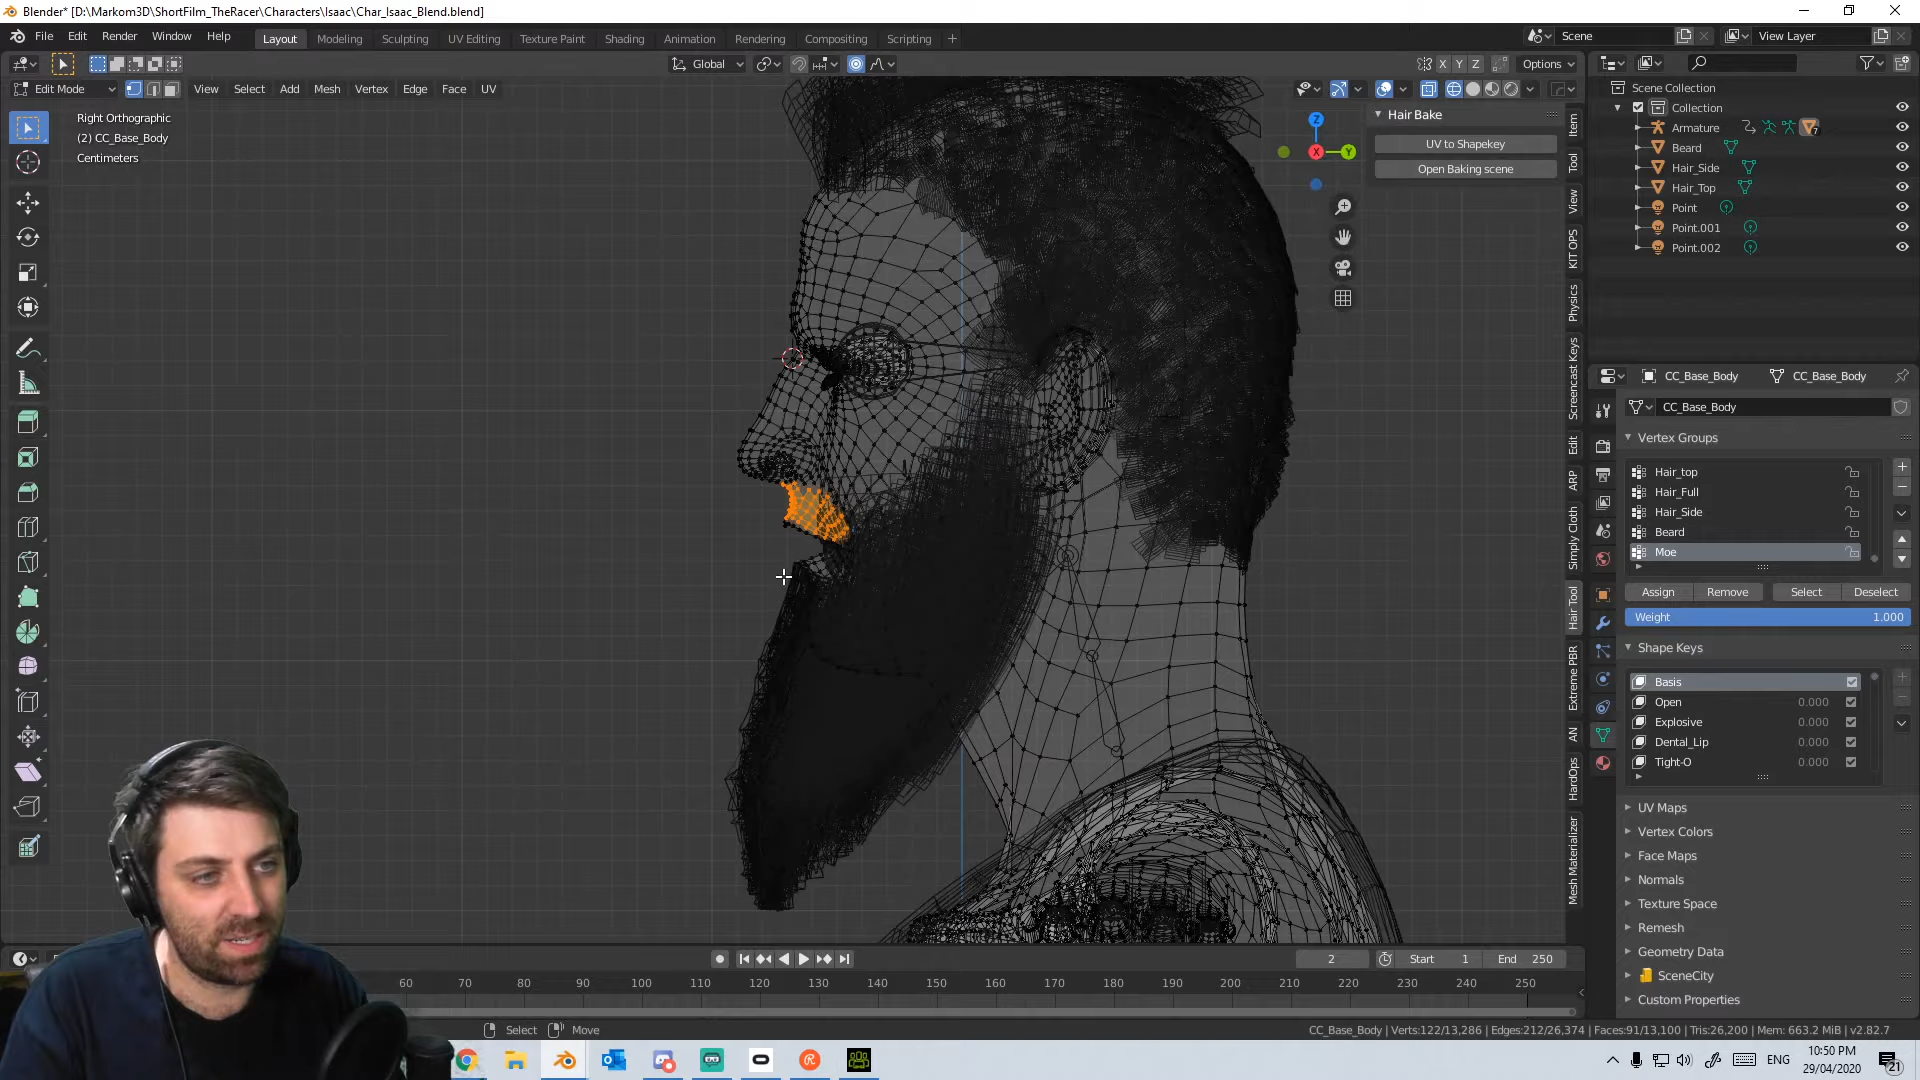 Blender* [D:\Markom3D\ShortFilm_TheRacer\Characters\Isaac\Char_Isaac_Blend.blend]
File Edit Render Window Help
Layout Modeling Sculpting UV Editing Texture Paint Shading Animation Rendering Compositing Scripting +
Scene
View Layer
Global
X Y Z
Options
Edit Mode View Select Add Mesh Vertex Edge Face UV
Right Orthographic
(2) CC_Base_Body
Centimeters
Hair Bake
UV to Shapekey
Open Baking scene
Z
X
Y
Item
Tool
View
KIT OPS
Physics
Screencast Keys
Edit
ARP
Simply Cloth
Hair Tool
Extreme PBR
AN
HardOps
Mesh Materializer
Scene Collection
Collection
Armature
7
Beard
Hair_Side
Hair_Top
Point
Point.001
Point.002
CC_Base_Body
CC_Base_Body
CC_Base_Body
Vertex Groups
Hair_top
Hair_Full
Hair_Side
Beard
Moe
Assign Remove Select Deselect
Weight 1.000
Shape Keys
Basis
Open 0.000
Explosive 0.000
Dental_Lip 0.000
Tight-O 0.000
UV Maps
Vertex Colors
Face Maps
Normals
Texture Space
Remesh
Geometry Data
SceneCity
Custom Properties
2
Start 1
End 250
60 70 80 90 100 110 120 130 140 150 160 170 180 190 200 210 220 230 240 250
Select Move
CC_Base_Body | Verts:122/13,286 | Edges:212/26,374 | Faces:91/13,100 | Tris:26,200 | Mem: 663.2 MiB | v2.82.7
ENG
10:50 PM
29/04/2020
21